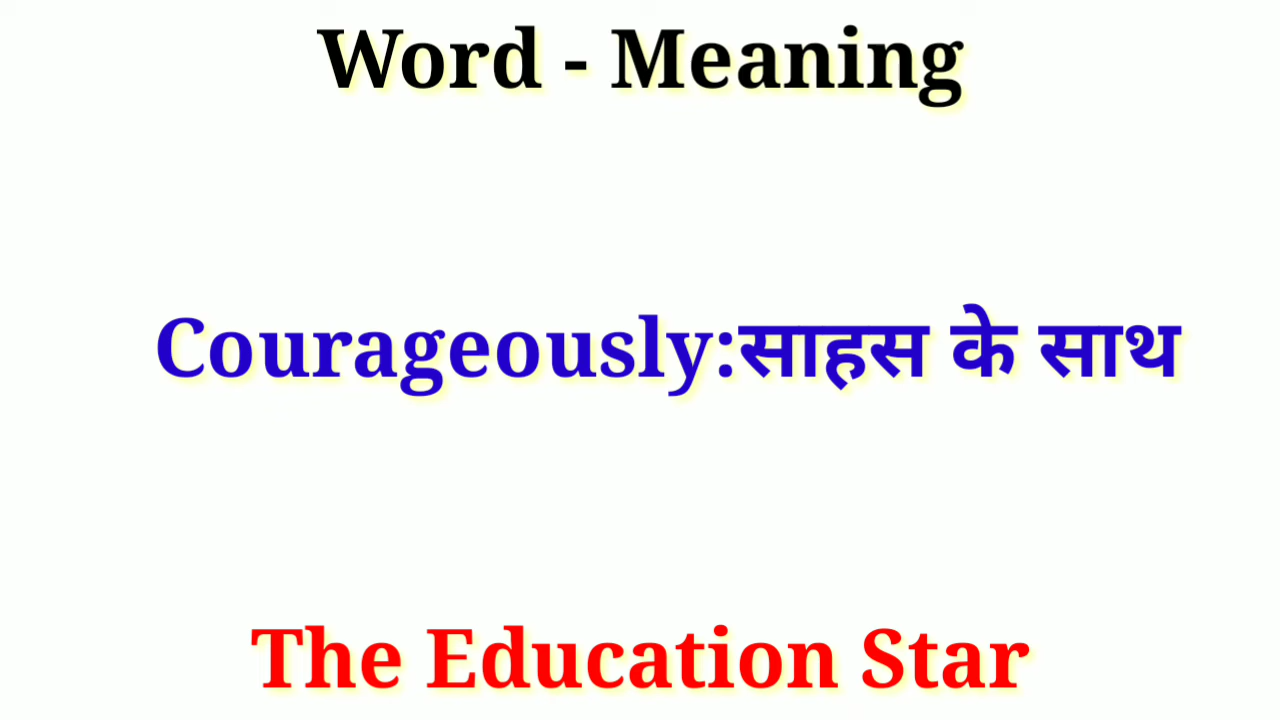 Word - Meaning
Courageously:साहस के साथ
The Education Star